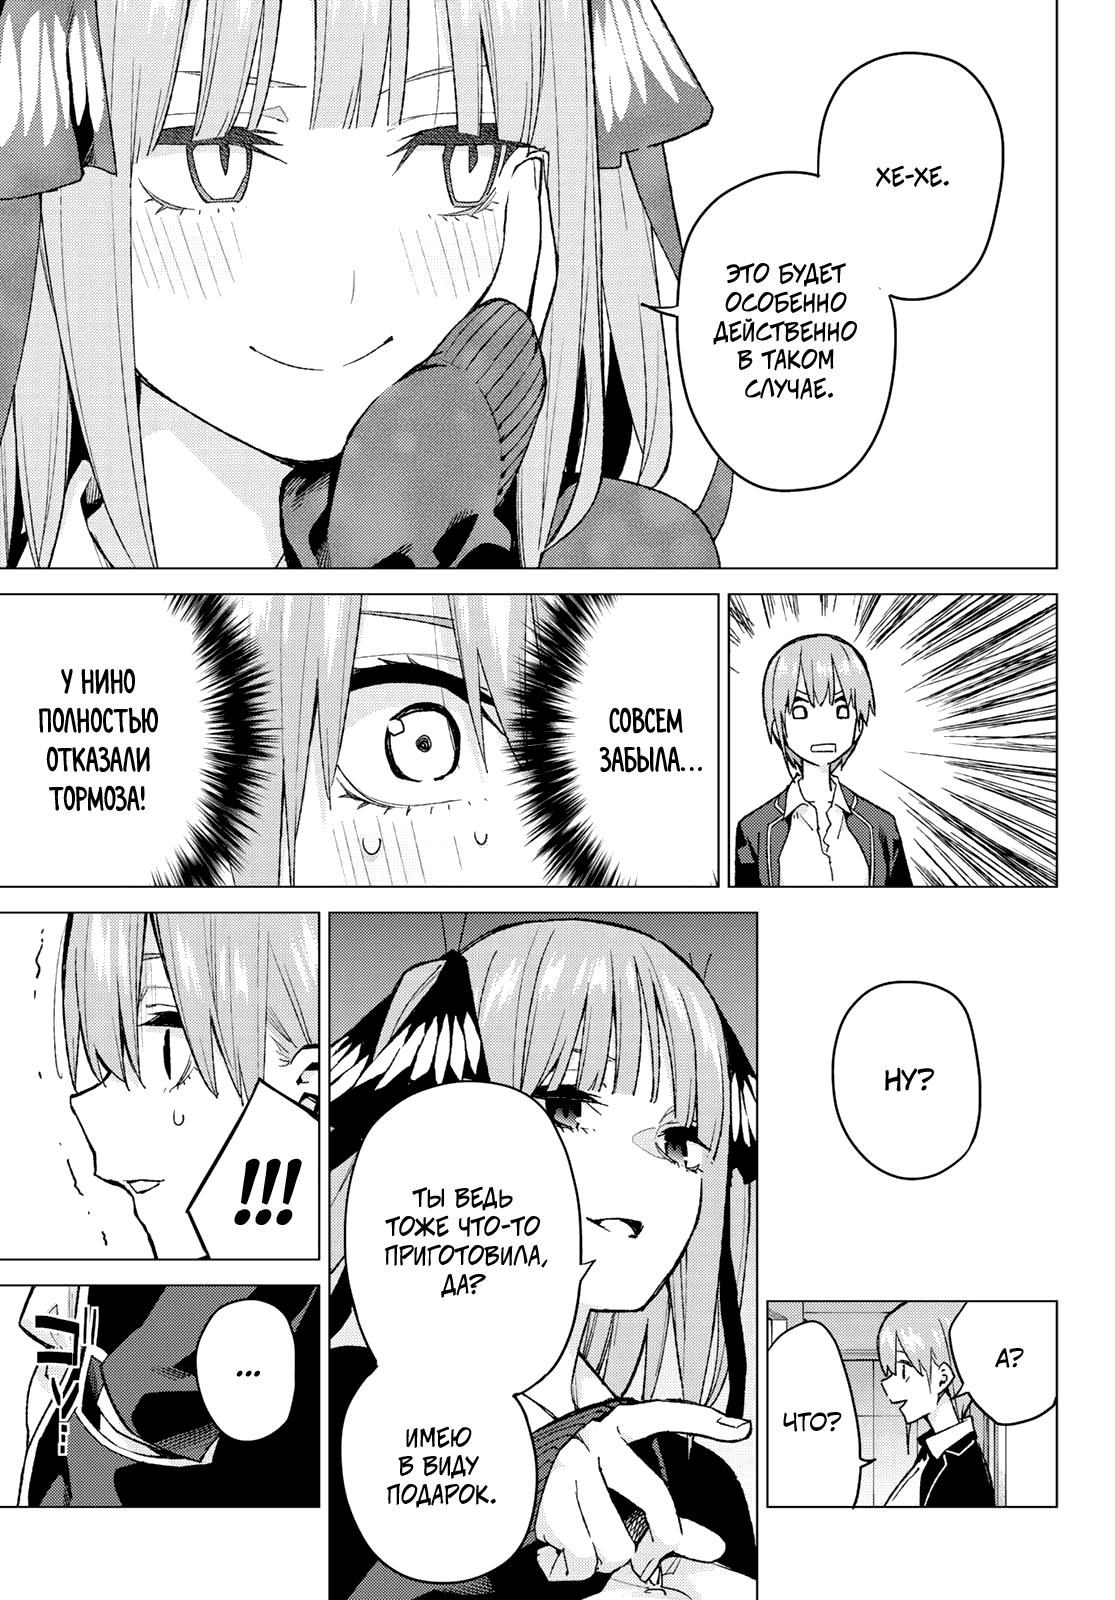 ХЕ-ХЕ.
ЭТО БУДЕТ
ОСОБЕННО
ДЕЙСТВЕННО
В ТАКОМ
СЛУЧАЕ.
СОВСЕМ
ЗАБЫЛА...
У НИНО
ПОЛНОСТЬЮ
ОТКАЗАЛИ
ТОРМОЗА!
НУ?
А?
ЧТО?
ТЫ ВЕДЬ
ТОЖЕ ЧТО-ТО
ПРИГОТОВИЛА,
ДА?
ИМЕЮ
В ВИДУ
ПОДАРОК.
!!!
...